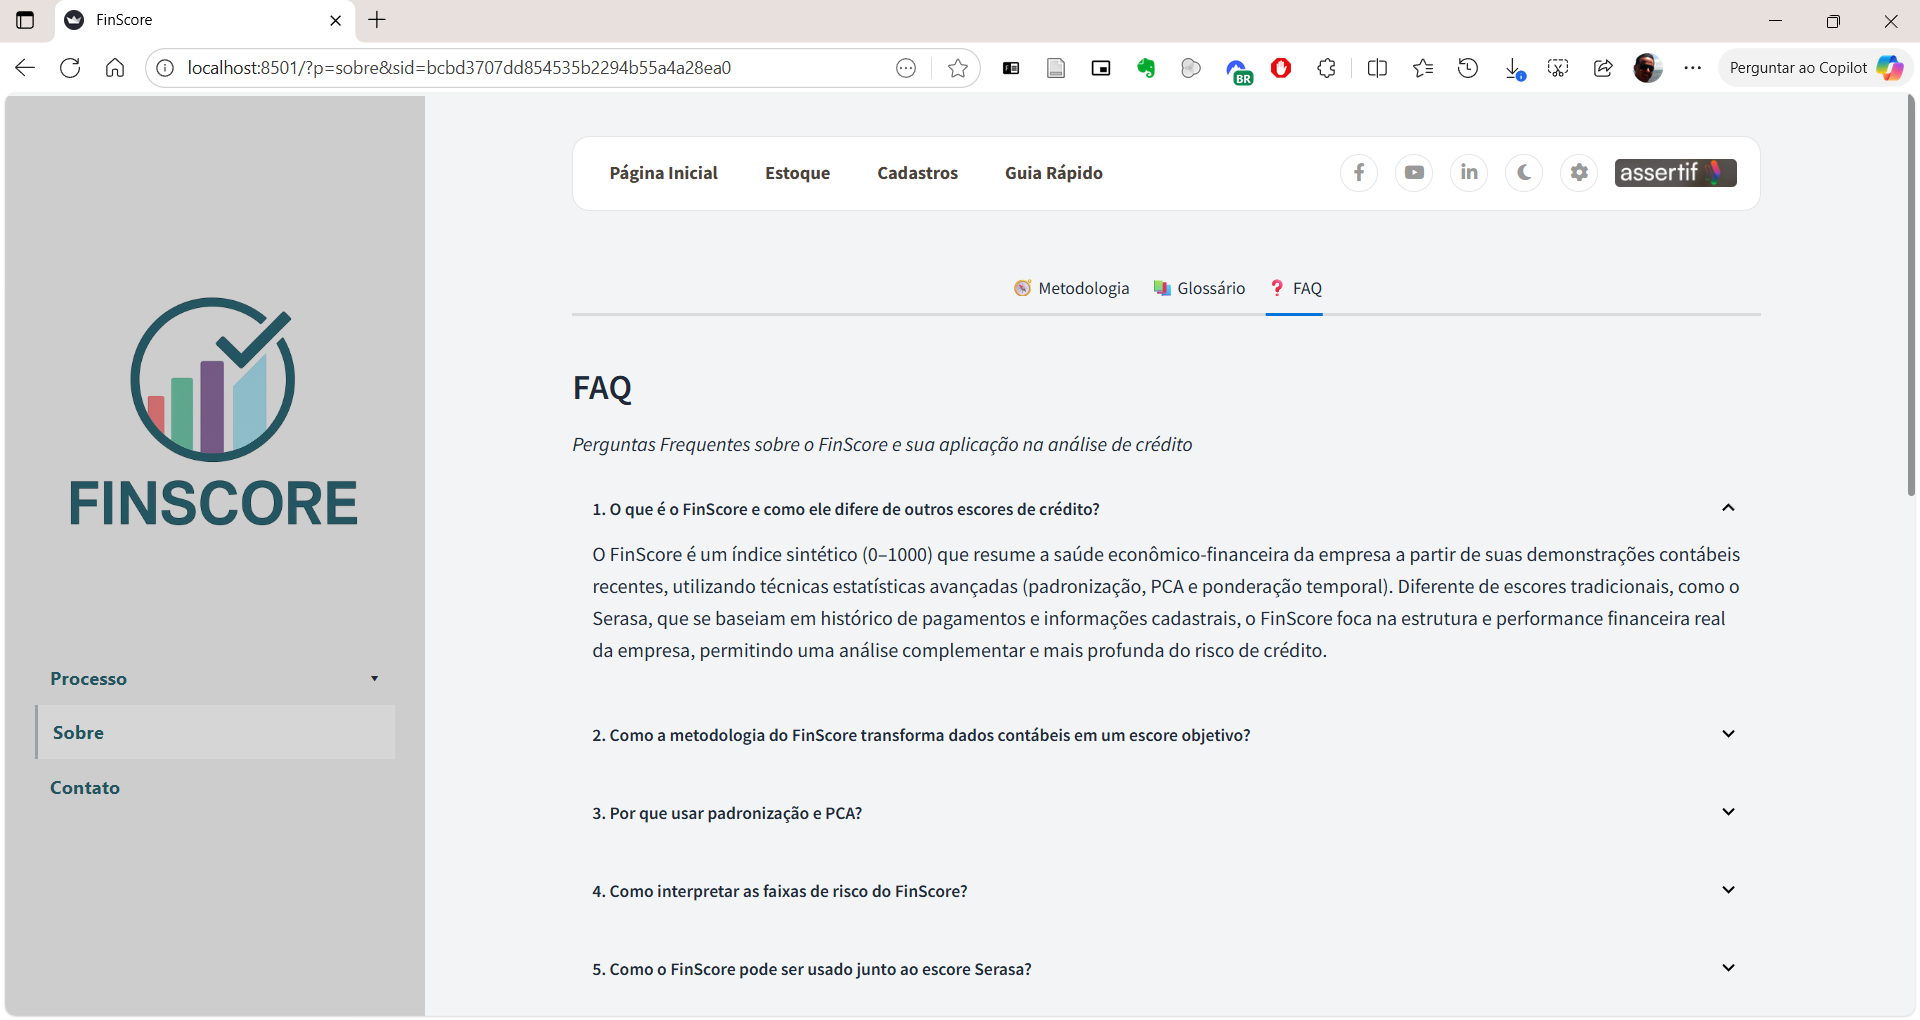 FinScore
localhost:8501/?p=sobre&sid=bcbd3707dd854535b2294b55a4a28ea0
BR
Perguntar ao Copilot
Página Inicial
Estoque
Cadastros
Guia Rápido
in
assertif
Metodologia
Glossário
FAQ
FINSCORE
Processo
Sobre
Contato
FAQ
Perguntas Frequentes sobre o FinScore e sua aplicação na análise de crédito
1. O que é o FinScore e como ele difere de outros escores de crédito?
O FinScore é um índice sintético (0–1000) que resume a saúde econômico-financeira da empresa a partir de suas demonstrações contábeis
recentes, utilizando técnicas estatísticas avançadas (padronização, PCA e ponderação temporal). Diferente de escores tradicionais, como o
Serasa, que se baseiam em histórico de pagamentos e informações cadastrais, o FinScore foca na estrutura e performance financeira real
da empresa, permitindo uma análise complementar e mais profunda do risco de crédito.
2. Como a metodologia do FinScore transforma dados contábeis em um escore objetivo?
3. Por que usar padronização e PCA?
4. Como interpretar as faixas de risco do FinScore?
5. Como o FinScore pode ser usado junto ao escore Serasa?